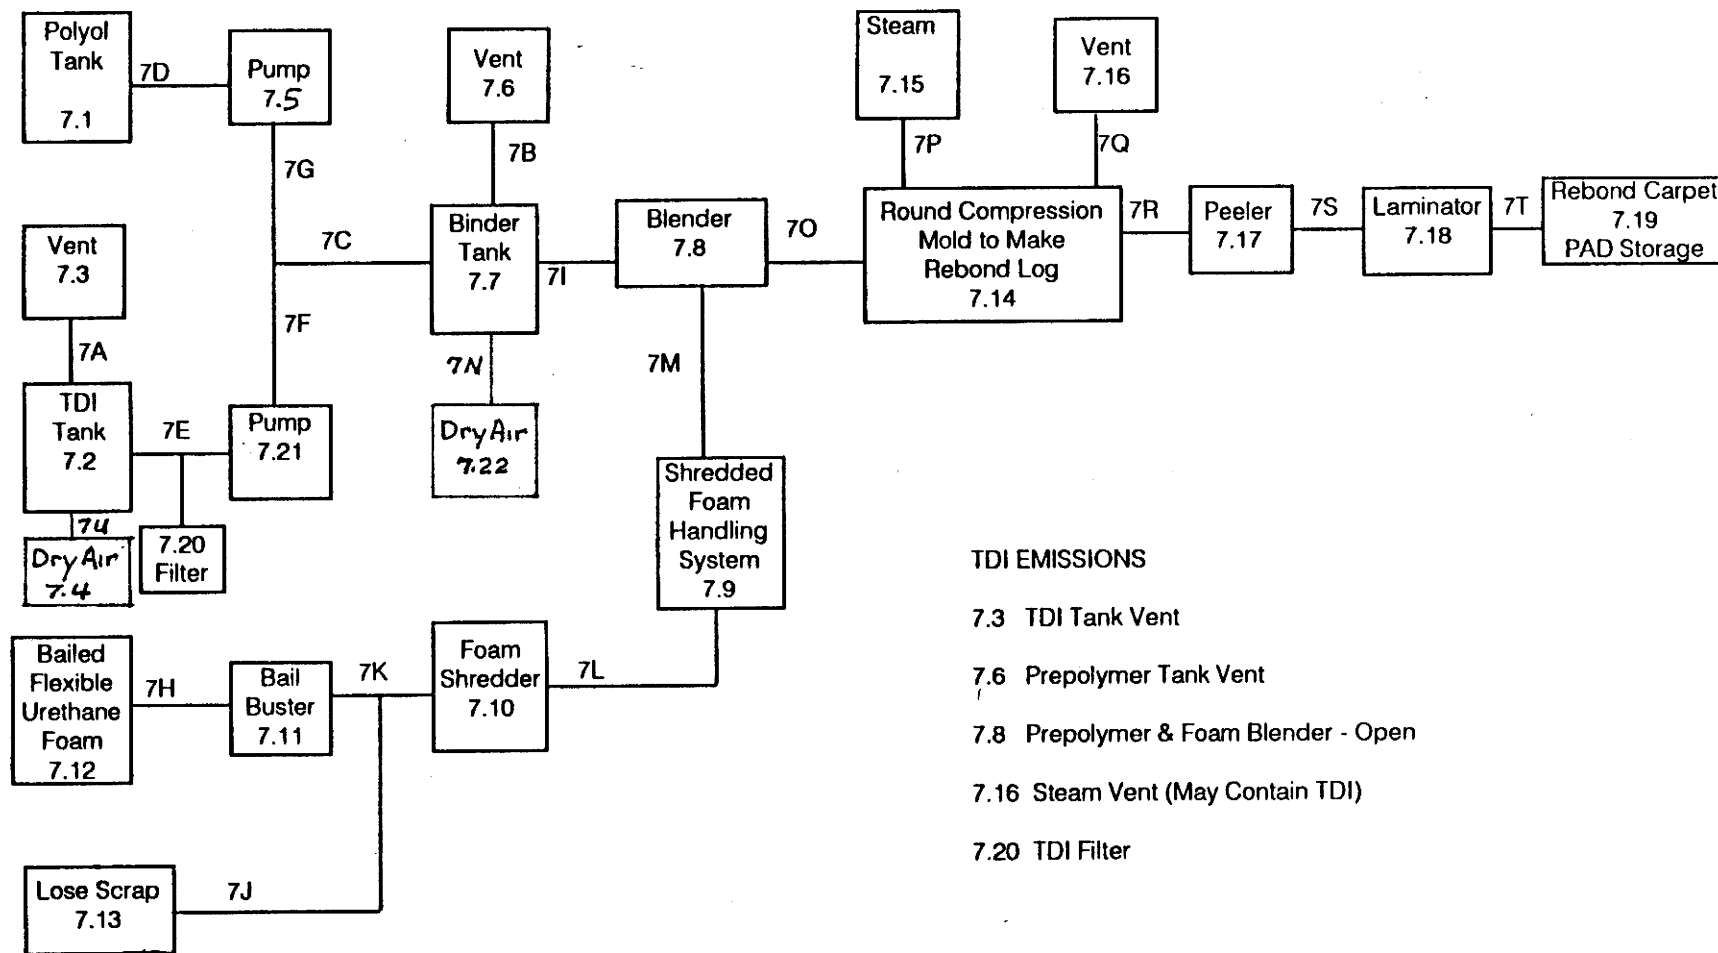 Polyol
Tank
7.1
7D
Pump
7.5
Vent
7.6
Steam
7.15
Vent
7.16
7G
7B
7P
7Q
Vent
7.3
7C
Binder
Tank
7.7
7I
Blender
7.8
7O
Round Compression
Mold to Make
Rebond Log
7.14
7R
Peeler
7.17
7S
Laminator
7.18
7T
Rebond Carpet
7.19
PAD Storage
7A
7F
7N
7M
TDI
Tank
7.2
7E
Pump
7.21
Dry Air
7.22
7U
Dry Air
7.4
7.20
Filter
Shredded
Foam
Handling
System
7.9
Bailed
Flexible
Urethane
Foam
7.12
7H
Bail
Buster
7.11
7K
Foam
Shredder
7.10
7L
Lose Scrap
7.13
7J
TDI EMISSIONS
7.3 TDI Tank Vent
7.6 Prepolymer Tank Vent
7.8 Prepolymer & Foam Blender - Open
7.16 Steam Vent (May Contain TDI)
7.20 TDI Filter